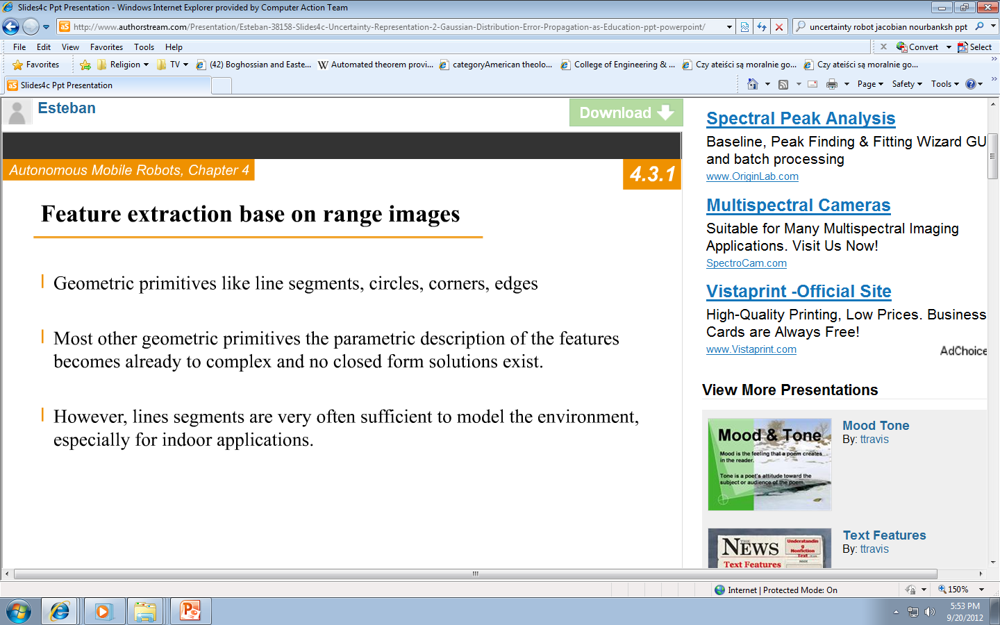 Slides4c Ppt Presentation - Windows Internet Explorer provided by Computer Action Team
http://www.authorstream.com/Presentation/Esteban-38158-Slides4c-Uncertainty-Representation-2-Gaussian-Distribution-Error-Propagation-as-Education-ppt-powerpoint/
uncertainty robot jacobian nourbanksh ppt
File Edit View Favorites Tools Help
Convert Select
Favorites Religion TV (42) Boghossian and Easte... Automated theorem provi... categoryAmerican theolo... College of Engineering & ... Czy ateiści są moralnie go... Czy ateiści są moralnie go...
Slides4c Ppt Presentation
Page Safety Tools
Esteban
Download
Autonomous Mobile Robots, Chapter 4
4.3.1
Feature extraction base on range images
Geometric primitives like line segments, circles, corners, edges
Most other geometric primitives the parametric description of the features
becomes already to complex and no closed form solutions exist.
However, lines segments are very often sufficient to model the environment,
especially for indoor applications.
Spectral Peak Analysis
Baseline, Peak Finding & Fitting Wizard GU
and batch processing
www.OriginLab.com
Multispectral Cameras
Suitable for Many Multispectral Imaging
Applications. Visit Us Now!
SpectroCam.com
Vistaprint -Official Site
High-Quality Printing, Low Prices. Business
Cards are Always Free!
www.Vistaprint.com
AdChoice
View More Presentations
Mood & Tone
Mood is the feeling that a poem creates
in the reader.
Tone is a poet's attitude toward the
subject or audience of the poem.
Mood Tone
By: ttravis
THE
NEWS
Understandin
g
Nonfiction
Text
Text Features
Text Features
By: ttravis
Internet | Protected Mode: On
150%
5:53 PM
9/20/2012